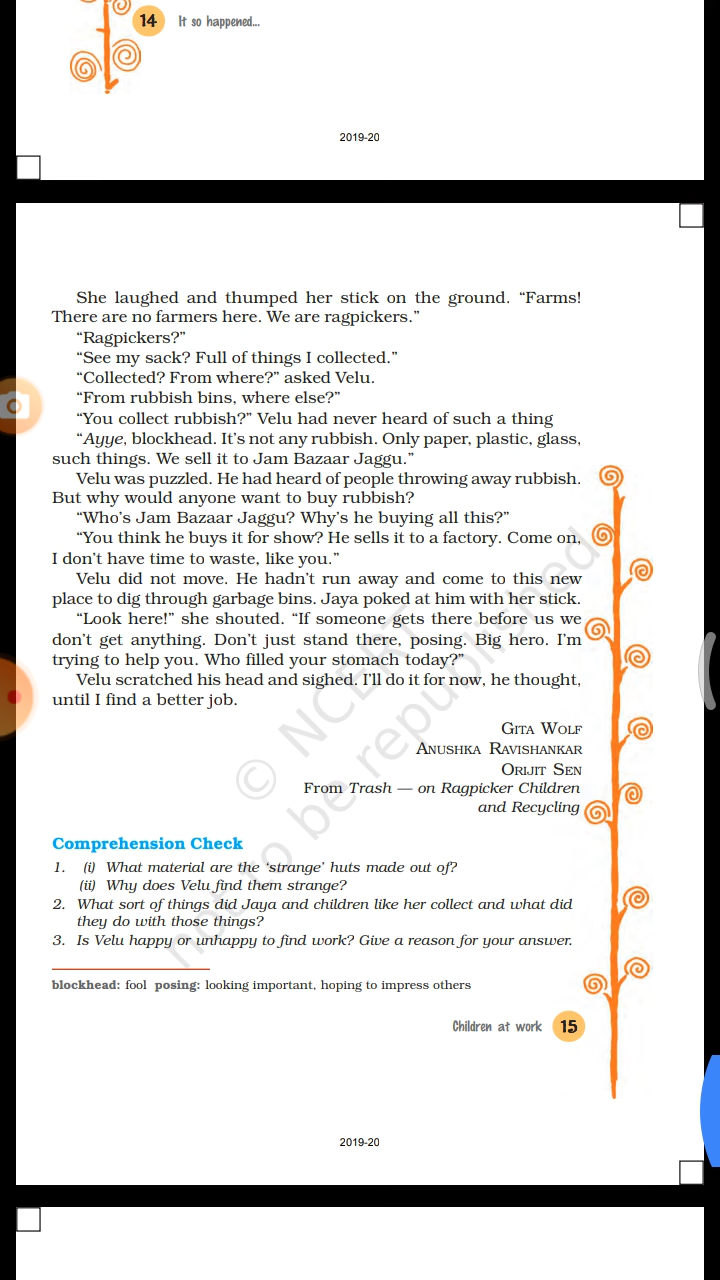 14 It so happened...
2019-20
She laughed and thumped her stick on the ground. “Farms!
There are no farmers here. We are ragpickers.”
“Ragpickers?”
“See my sack? Full of things I collected.”
“Collected? From where?” asked Velu.
“From rubbish bins, where else?”
“You collect rubbish?” Velu had never heard of such a thing
“Ayye, blockhead. It’s not any rubbish. Only paper, plastic, glass,
such things. We sell it to Jam Bazaar Jaggu.”
Velu was puzzled. He had heard of people throwing away rubbish.
But why would anyone want to buy rubbish?
“Who’s Jam Bazaar Jaggu? Why’s he buying all this?”
“You think he buys it for show? He sells it to a factory. Come on,
I don’t have time to waste, like you.”
Velu did not move. He hadn’t run away and come to this new
place to dig through garbage bins. Jaya poked at him with her stick.
“Look here!” she shouted. “If someone gets there before us we
don’t get anything. Don’t just stand there, posing. Big hero. I’m
trying to help you. Who filled your stomach today?”
Velu scratched his head and sighed. I’ll do it for now, he thought,
until I find a better job.
GITA WOLF
ANUSHKA RAVISHANKAR
ORIJIT SEN
From Trash — on Ragpicker Children
and Recycling
Comprehension Check
1. (i) What material are the ‘strange’ huts made out of?
(ii) Why does Velu find them strange?
2. What sort of things did Jaya and children like her collect and what did
they do with those things?
3. Is Velu happy or unhappy to find work? Give a reason for your answer.
blockhead: fool posing: looking important, hoping to impress others
Children at work 15
2019-20
© NCERT
not to be republished